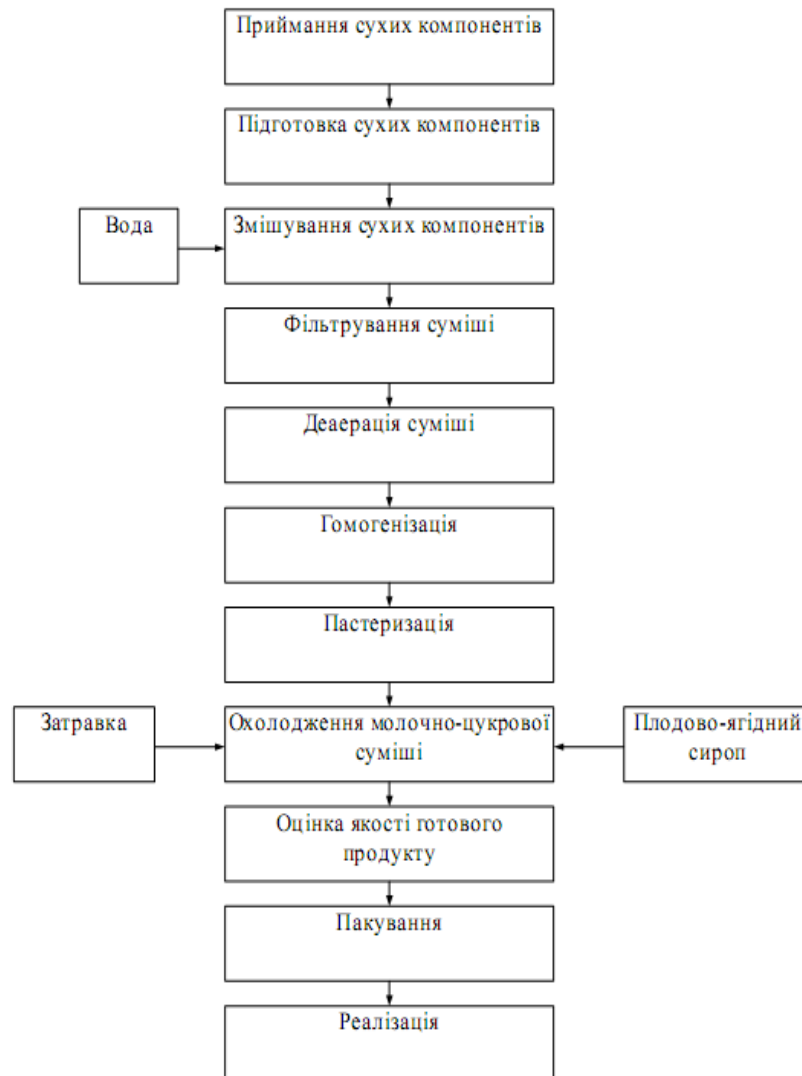 Приймання сухих компонентів
Підготовка сухих компонентів
Вода
Змішування сухих компонентів
Фільтрування суміші
Деаерація суміші
Гомогенізація
Пастеризація
Затравка
Охолодження молочно-цукрової
суміші
Плодово-ягідний
сироп
Оцінка якості готового
продукту
Пакування
Реалізація